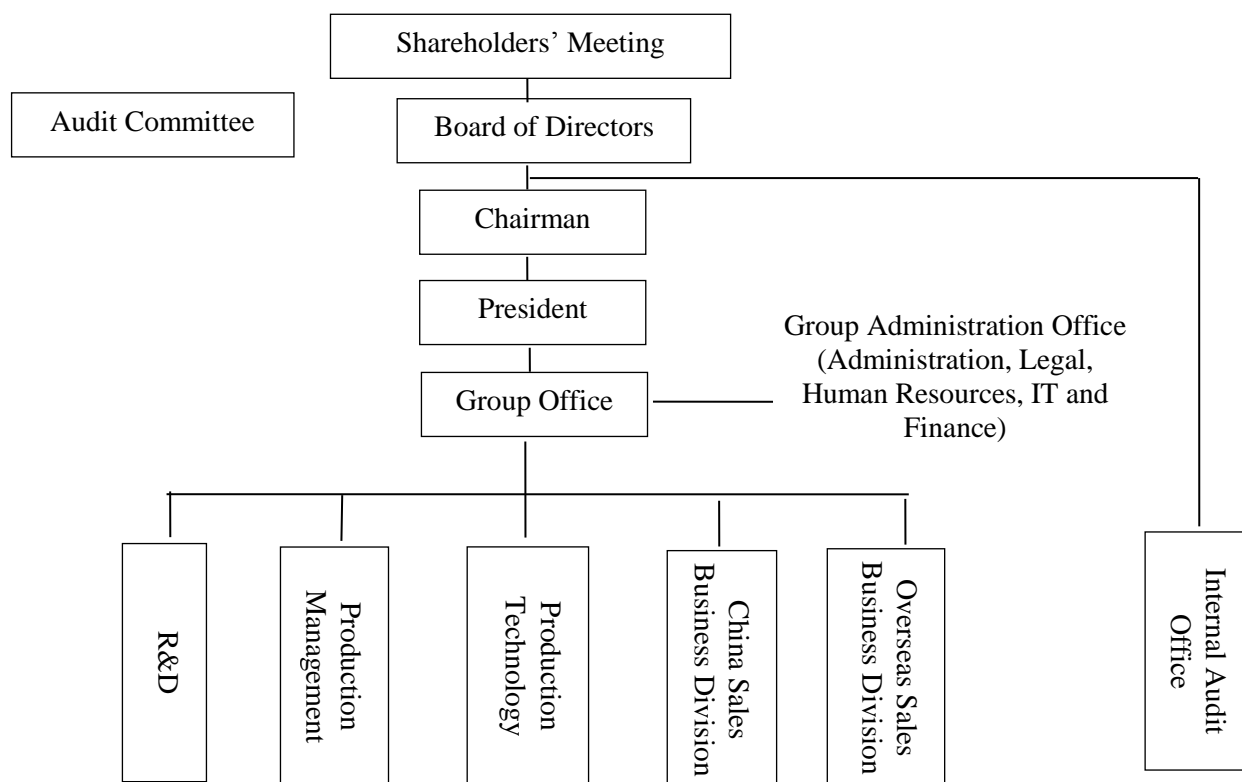 Shareholders’ Meeting
Audit Committee
Board of Directors
Chairman
President
Group Administration Office
(Administration, Legal,
Human Resources, IT and
Finance)
Group Office
R&D
Production
Management
Production
Technology
China Sales
Business Division
Overseas Sales
Business Division
Internal Audit
Office